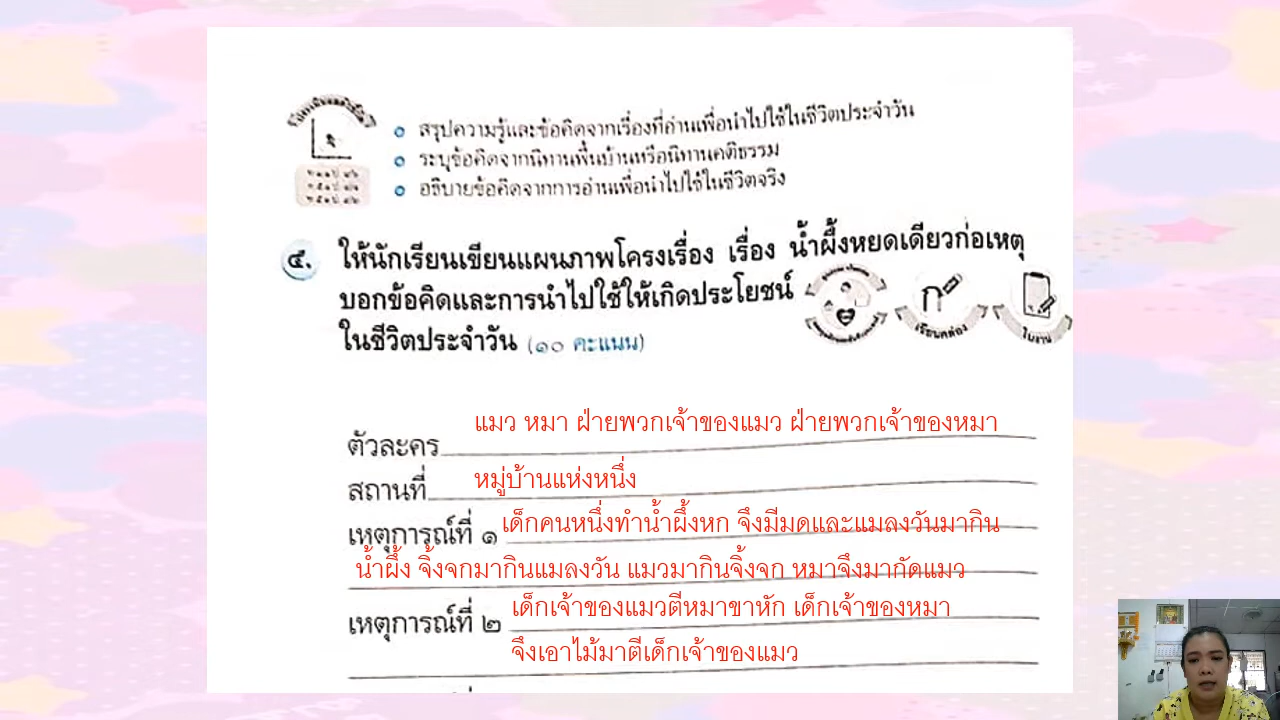 สรุปความรู้และข้อคิดจากเรื่องที่อ่านเพื่อนำไปใช้ในชีวิตประจำวัน
ระบุข้อคิดจากนิทานพื้นบ้านหรือนิทานคติธรรม
อธิบายข้อคิดจากการอ่านเพื่อนำไปใช้ในชีวิตจริง
๕. ให้นักเรียนเขียนแผนภาพโครงเรื่อง เรื่อง น้ำผึ้งหยดเดียวก่อเหตุ
บอกข้อคิดและการนำไปใช้ให้เกิดประโยชน์
ในชีวิตประจำวัน (๑๐ คะแนน)
เรียนคล่อง
ใบงาน
ตัวละคร แมว หมา ฝ่ายพวกเจ้าของแมว ฝ่ายพวกเจ้าของหมา
สถานที่ หมู่บ้านแห่งหนึ่ง
เหตุการณ์ที่ ๑ เด็กคนหนึ่งทำน้ำผึ้งหก จึงมีมดและแมลงวันมากิน
น้ำผึ้ง จิ้งจกมากินแมลงวัน แมวมากินจิ้งจก หมาจึงมากัดแมว
เหตุการณ์ที่ ๒ เด็กเจ้าของแมวตีหมาขาหัก เด็กเจ้าของหมา
จึงเอาไม้มาตีเด็กเจ้าของแมว